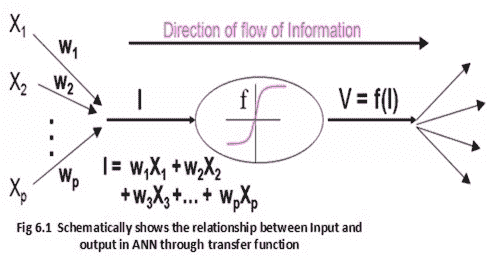 X1
Direction of flow of Information
w1
X2
w2
I
f
V = f(I)
Xp
wp
I = w1X1 + w2X2
+ w3X3 +... + wpXp
Fig 6.1 Schematically shows the relationship between Input and
output in ANN through transfer function